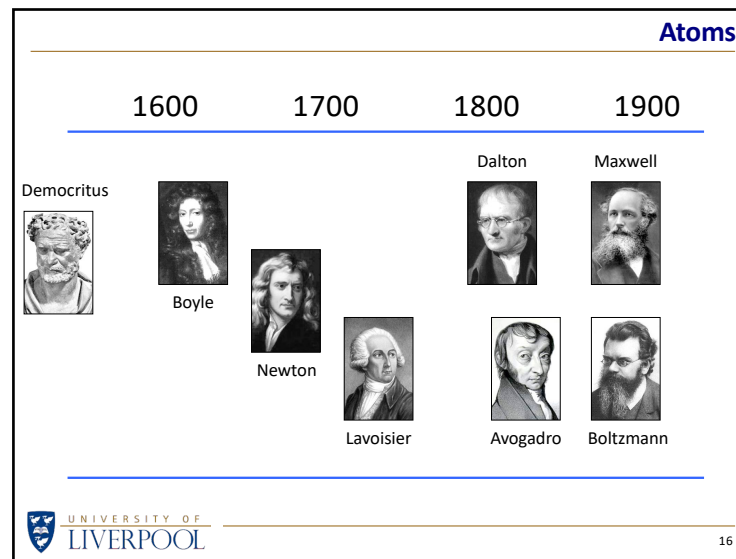 Atoms
1600 1700 1800 1900
Dalton Maxwell
Democritus
Boyle
Newton
Lavoisier Avogadro Boltzmann
UNIVERSITY OF
LIVERPOOL
16